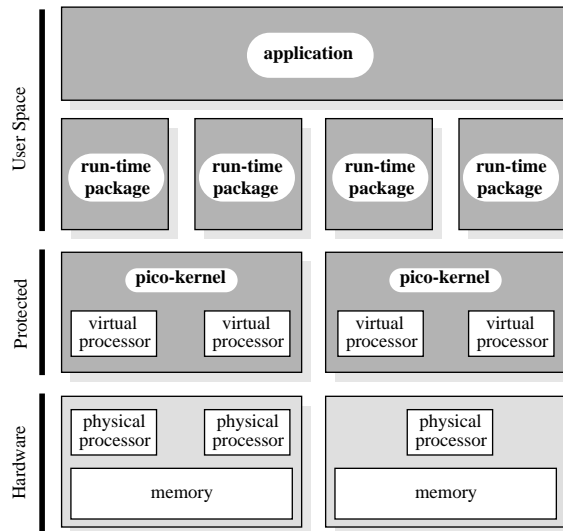 User Space
application
run-time
package
run-time
package
run-time
package
run-time
package
Protected
pico-kernel
virtual
processor
virtual
processor
pico-kernel
virtual
processor
virtual
processor
Hardware
physical
processor
physical
processor
memory
physical
processor
memory